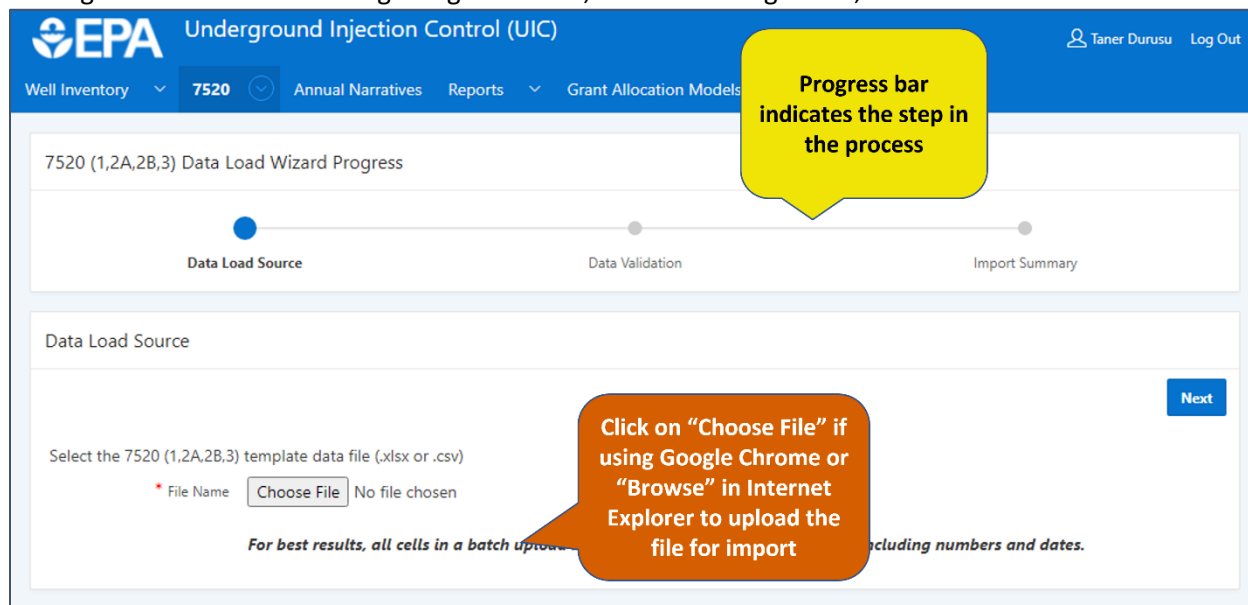 EPA
Underground Injection Control (UIC)
Taner Durusu Log Out
Well Inventory 7520 Annual Narratives Reports Grant Allocation Models
Progress bar
indicates the step in
the process
7520 (1,2A,2B,3) Data Load Wizard Progress
Data Load Source Data Validation Import Summary
Data Load Source
Next
Click on “Choose File” if
using Google Chrome or
“Browse” in Internet
Explorer to upload the
file for import
Select the 7520 (1,2A,2B,3) template data file (.xlsx or .csv)
* File Name Choose File No file chosen
For best results, all cells in a batch including numbers and dates.